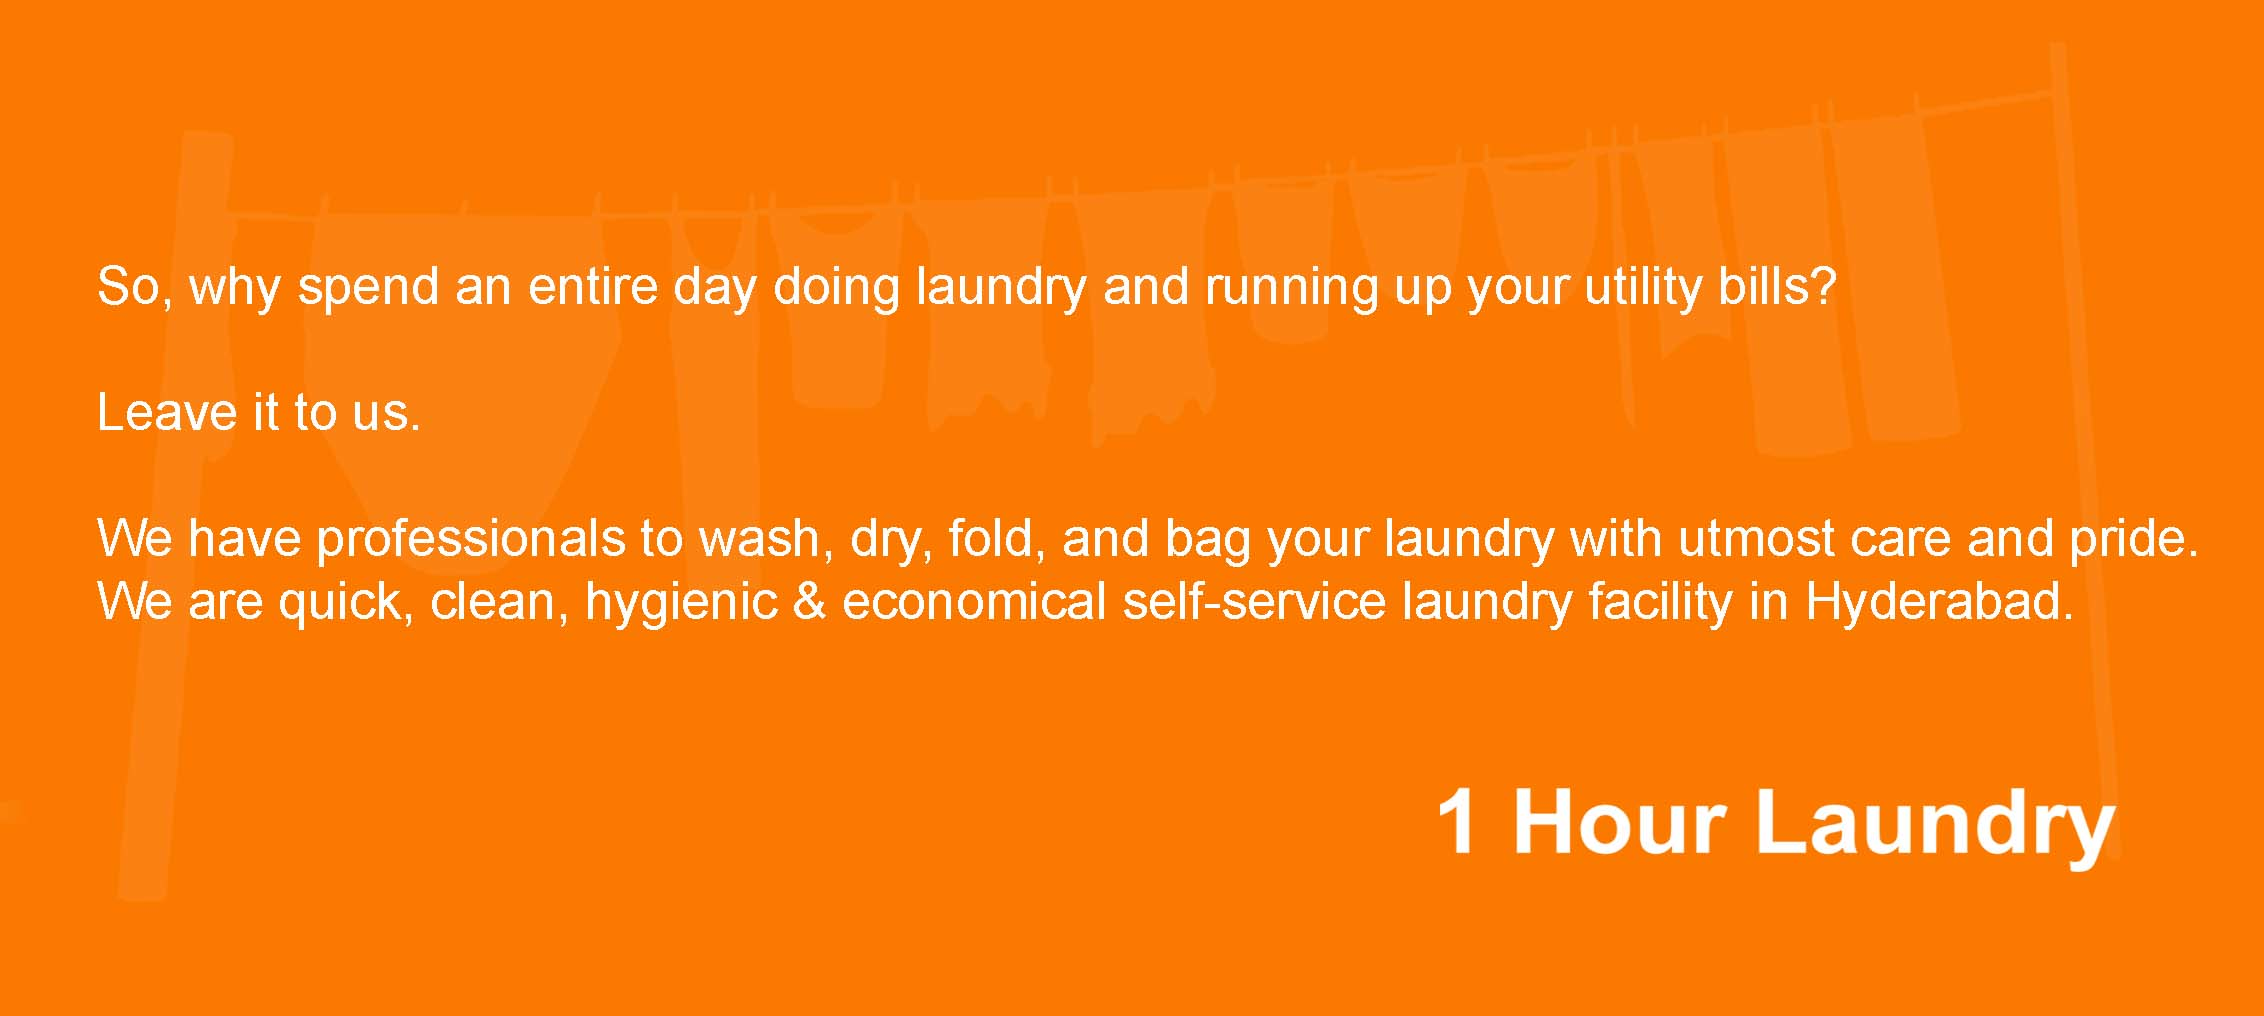 So, why spend an entire day doing laundry and running up your utility bills?
Leave it to us.
We have professionals to wash, dry, fold, and bag your laundry with utmost care and pride.
We are quick, clean, hygienic & economical self-service laundry facility in Hyderabad.
1 Hour Laundry